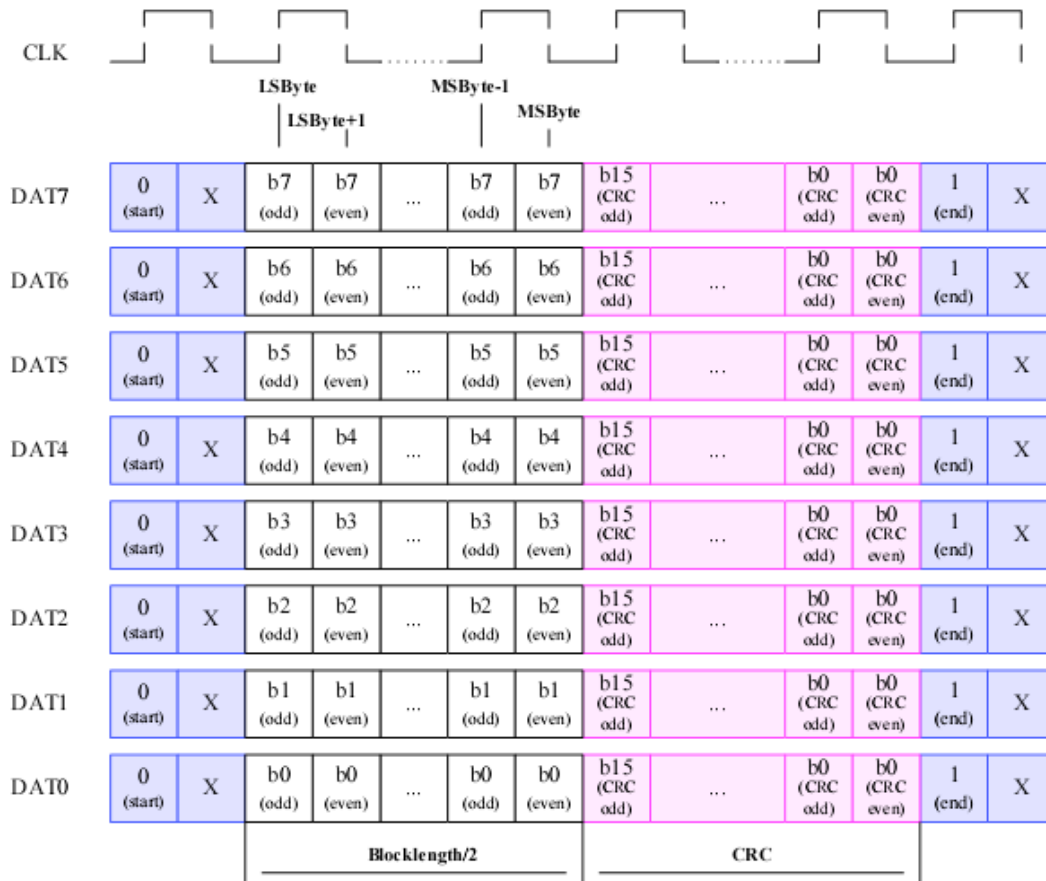 CLK
LSByte MSByte-1
LSByte+1 MSByte
DAT7 0 (start) X b7 (odd) b7 (even) ... b7 (odd) b7 (even) b15 (CRC odd) ... b0 (CRC odd) b0 (CRC even) 1 (end) X
DAT6 0 (start) X b6 (odd) b6 (even) ... b6 (odd) b6 (even) b15 (CRC odd) ... b0 (CRC odd) b0 (CRC even) 1 (end) X
DAT5 0 (start) X b5 (odd) b5 (even) ... b5 (odd) b5 (even) b15 (CRC odd) ... b0 (CRC odd) b0 (CRC even) 1 (end) X
DAT4 0 (start) X b4 (odd) b4 (even) ... b4 (odd) b4 (even) b15 (CRC odd) ... b0 (CRC odd) b0 (CRC even) 1 (end) X
DAT3 0 (start) X b3 (odd) b3 (even) ... b3 (odd) b3 (even) b15 (CRC odd) ... b0 (CRC odd) b0 (CRC even) 1 (end) X
DAT2 0 (start) X b2 (odd) b2 (even) ... b2 (odd) b2 (even) b15 (CRC odd) ... b0 (CRC odd) b0 (CRC even) 1 (end) X
DAT1 0 (start) X b1 (odd) b1 (even) ... b1 (odd) b1 (even) b15 (CRC odd) ... b0 (CRC odd) b0 (CRC even) 1 (end) X
DAT0 0 (start) X b0 (odd) b0 (even) ... b0 (odd) b0 (even) b15 (CRC odd) ... b0 (CRC odd) b0 (CRC even) 1 (end) X
Blocklength/2 CRC